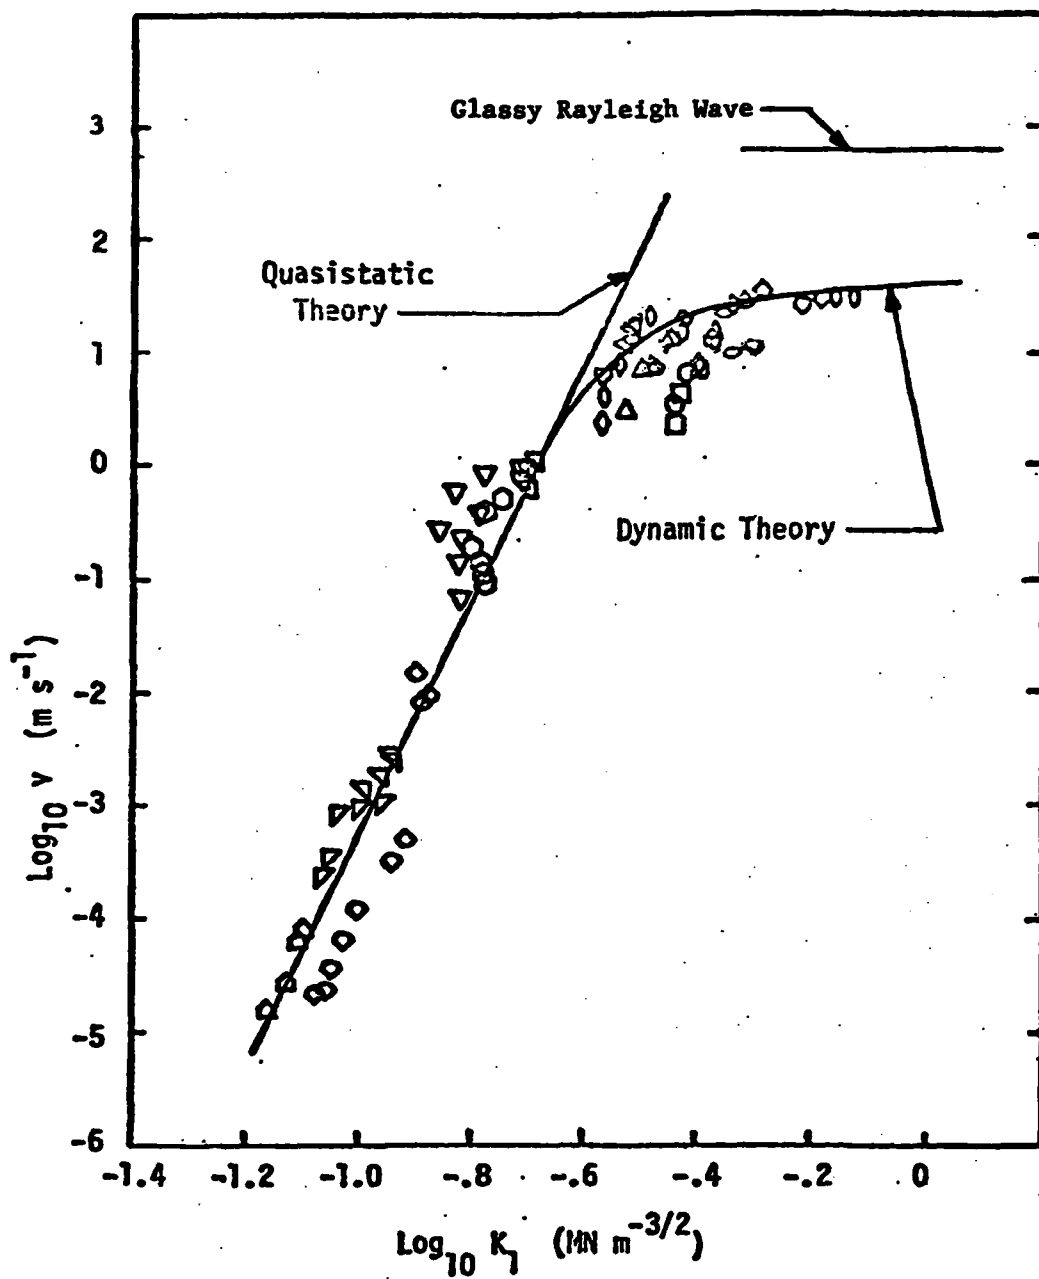 3
Glassy Rayleigh Wave
2
Quasistatic
Theory
1
0
Dynamic Theory
-1
-2
-3
-4
-5
-6
Log10 V (m s-1)
-1.4 -1.2 -1.0 -.8 -.6 -.4 -.2 0
Log10 K1 (MN m-3/2)